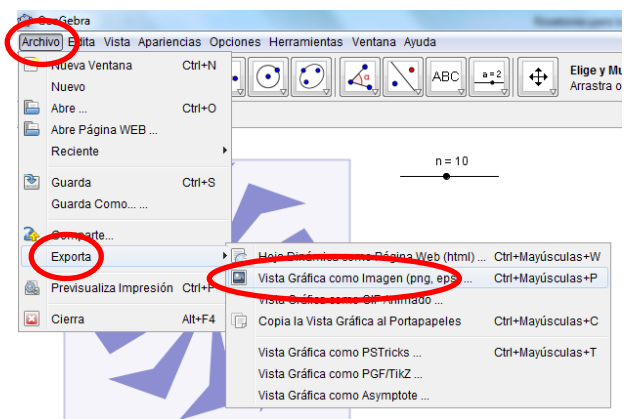 GeoGebra
Archivo Edita Vista Apariencias Opciones Herramientas Ventana Ayuda
Nueva Ventana Ctrl+N
Nuevo
Abre ... Ctrl+O
Abre Página WEB ...
Reciente
Guarda Ctrl+S
Guarda Como... ...
Comparte...
Exporta
Previsualiza Impresión Ctrl+P
Cierra Alt+F4
ABC
a = 2
Elige y Mu
Arrastra o
n = 10
Hoja Dinámica como Página Web (html) ... Ctrl+Mayúsculas+W
Vista Gráfica como Imagen (png, eps) ... Ctrl+Mayúsculas+P
Vista Gráfica como GIF Animado ...
Copia la Vista Gráfica al Portapapeles Ctrl+Mayúsculas+C
Vista Gráfica como PSTricks ... Ctrl+Mayúsculas+T
Vista Gráfica como PGF/TikZ ...
Vista Gráfica como Asymptote ...